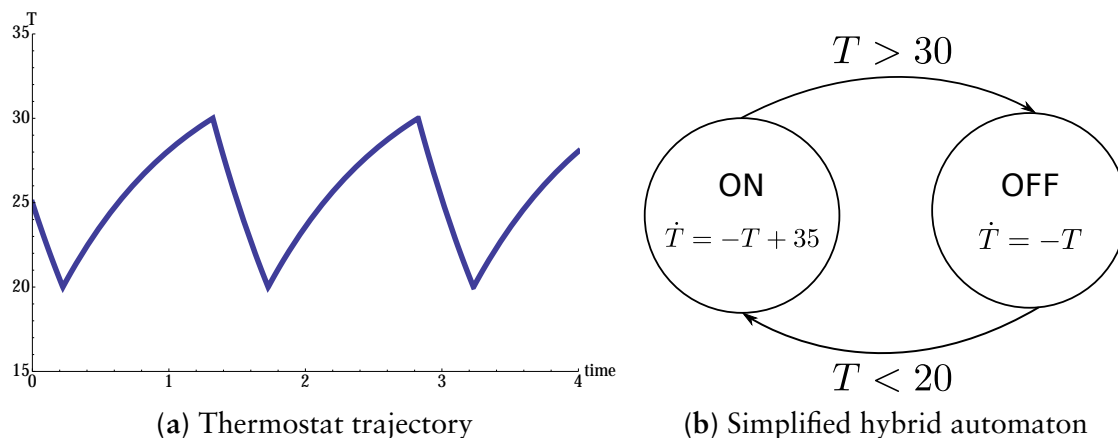 T
35
30
25
20
15
0
1
2
3
4
time
(a) Thermostat trajectory
T > 30
ON
Ṫ = −T + 35
OFF
Ṫ = −T
T < 20
(b) Simplified hybrid automaton